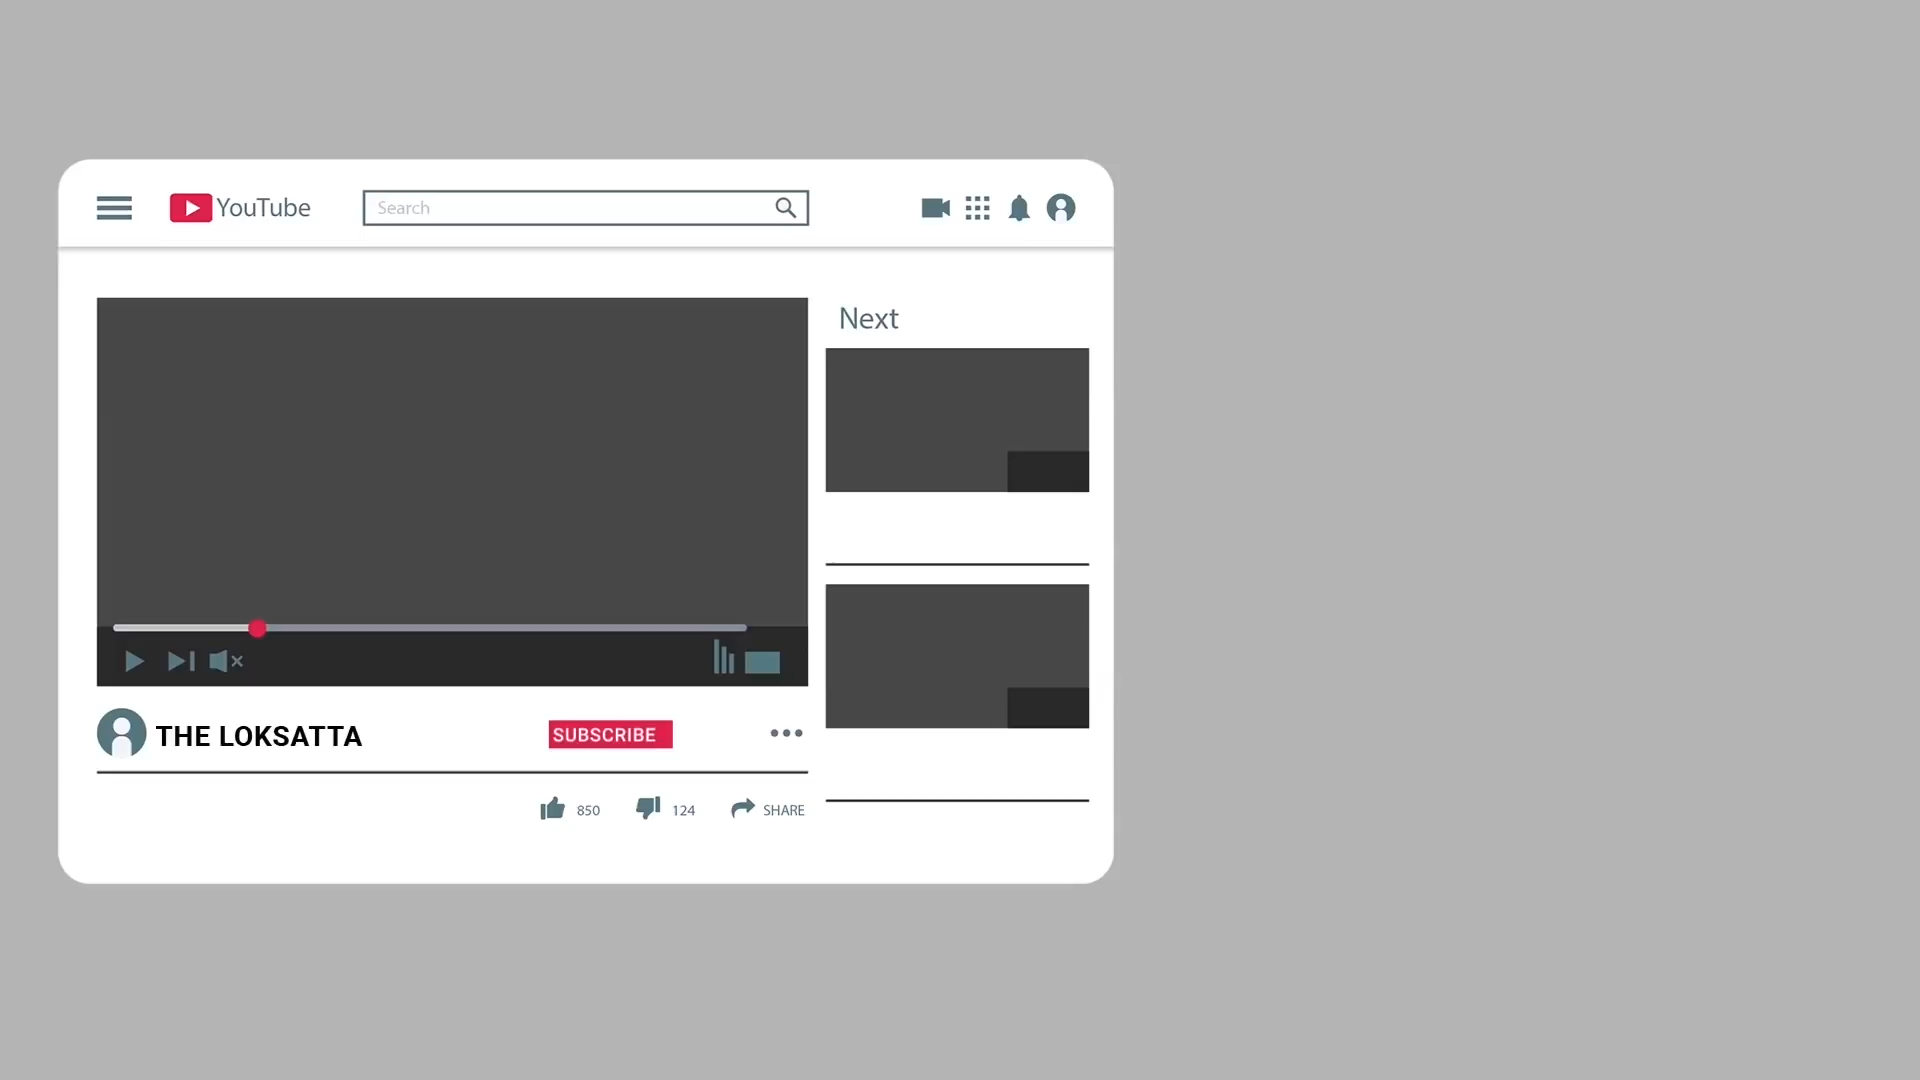 YouTube
Search
Next
THE LOKSATTA
SUBSCRIBE
850
124
SHARE